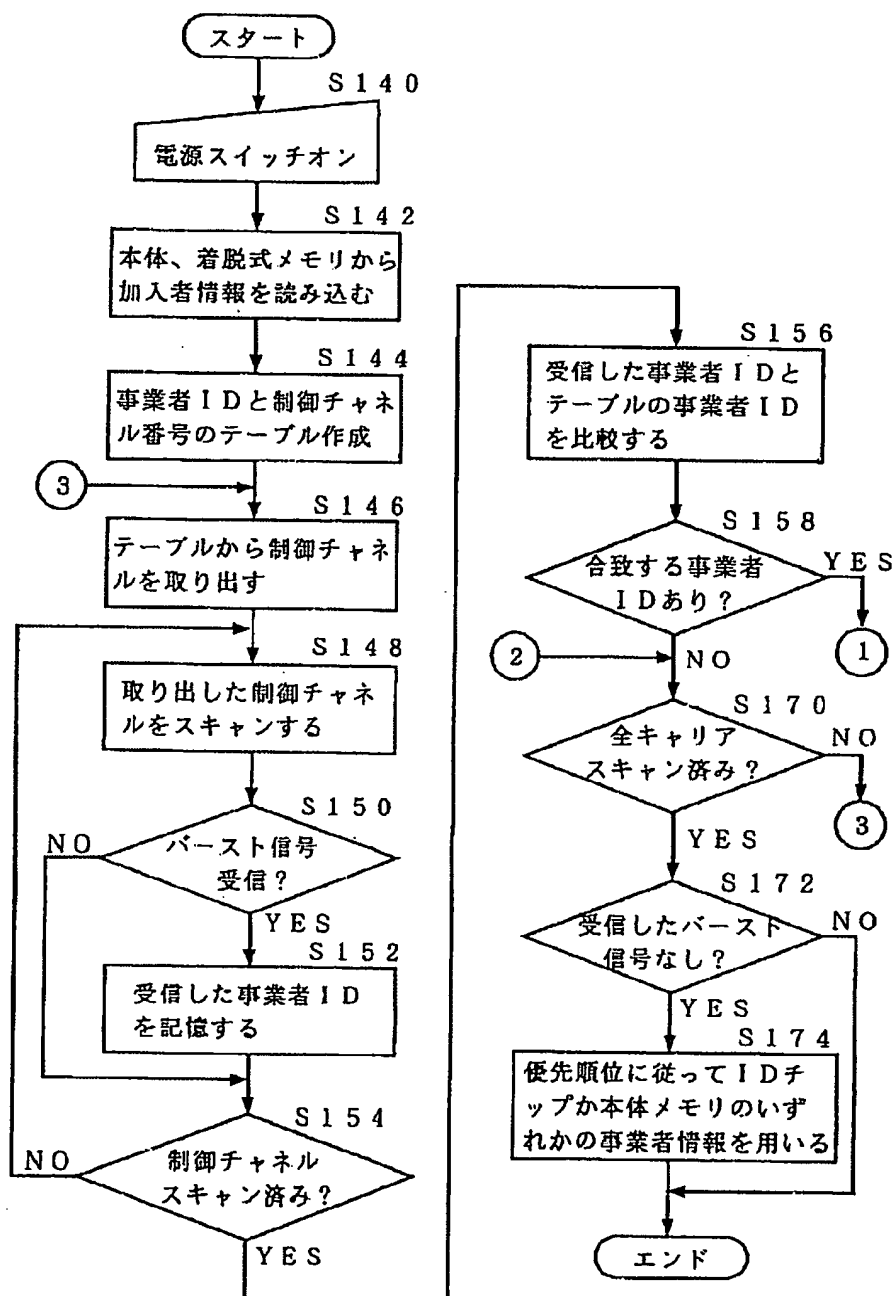 スタート
S140
電源スイッチオン
S142
本体、着脱式メモリから
加入者情報を読み込む
S144
事業者IDと制御チャネ
ル番号のテーブル作成
3
S146
テーブルから制御チャネ
ルを取り出す
S148
取り出した制御チャネ
ルをスキャンする
S150
NO
バースト信号
受信?
YES
S152
受信した事業者ID
を記憶する
S154
NO
制御チャネル
スキャン済み?
YES
S156
受信した事業者IDと
テーブルの事業者ID
を比較する
S158
YES
合致する事業者
IDあり?
1
2
NO
S170
NO
全キャリア
スキャン済み?
3
YES
S172
NO
受信したバースト
信号なし?
YES
S174
優先順位に従ってIDチ
ップか本体メモリのいず
れかの事業者情報を用いる
エンド